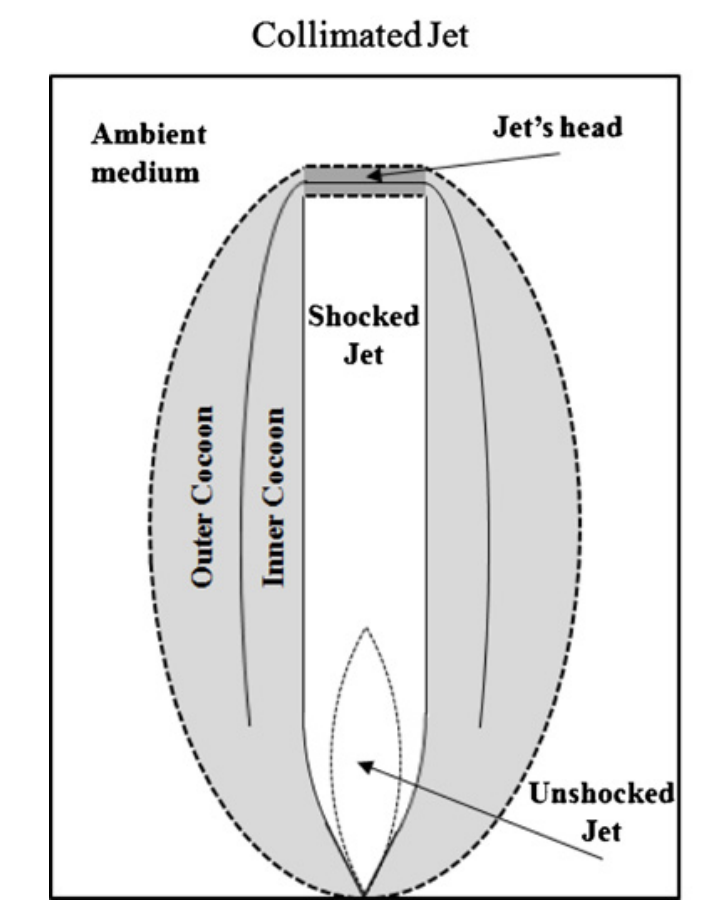 Collimated Jet
Ambient
medium
Jet's head
Shocked
Jet
Outer Cocoon
Inner Cocoon
Unshocked
Jet